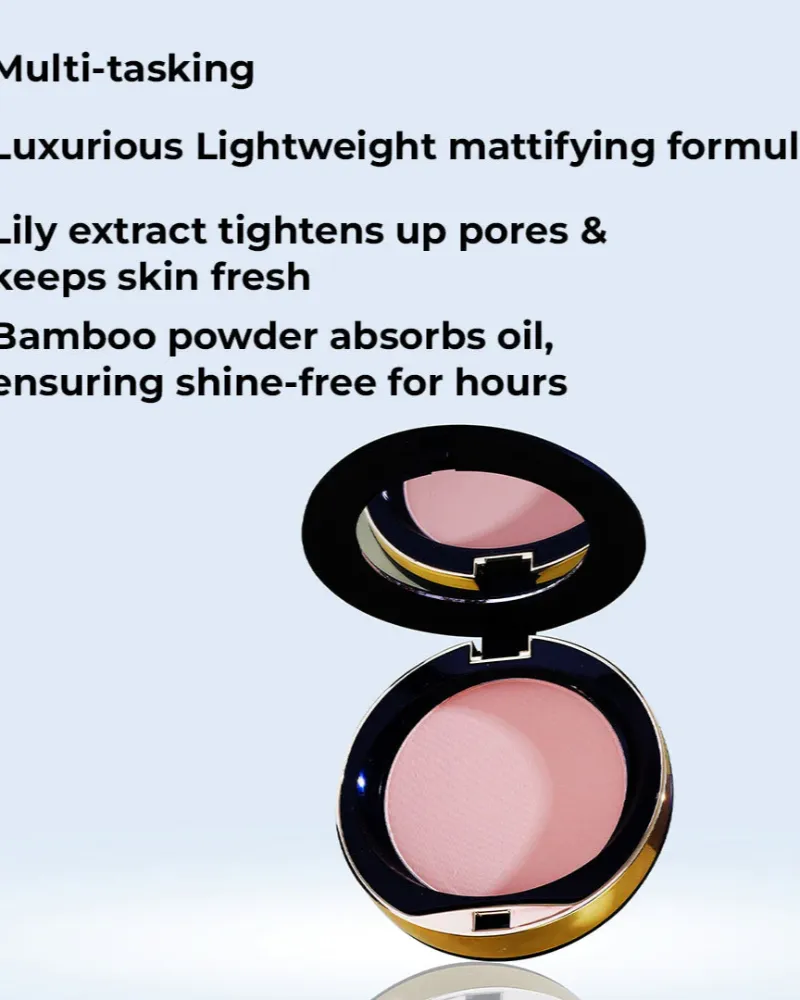 Multi-tasking
Luxurious Lightweight mattifying formul
Lily extract tightens up pores &
keeps skin fresh
Bamboo powder absorbs oil,
ensuring shine-free for hours